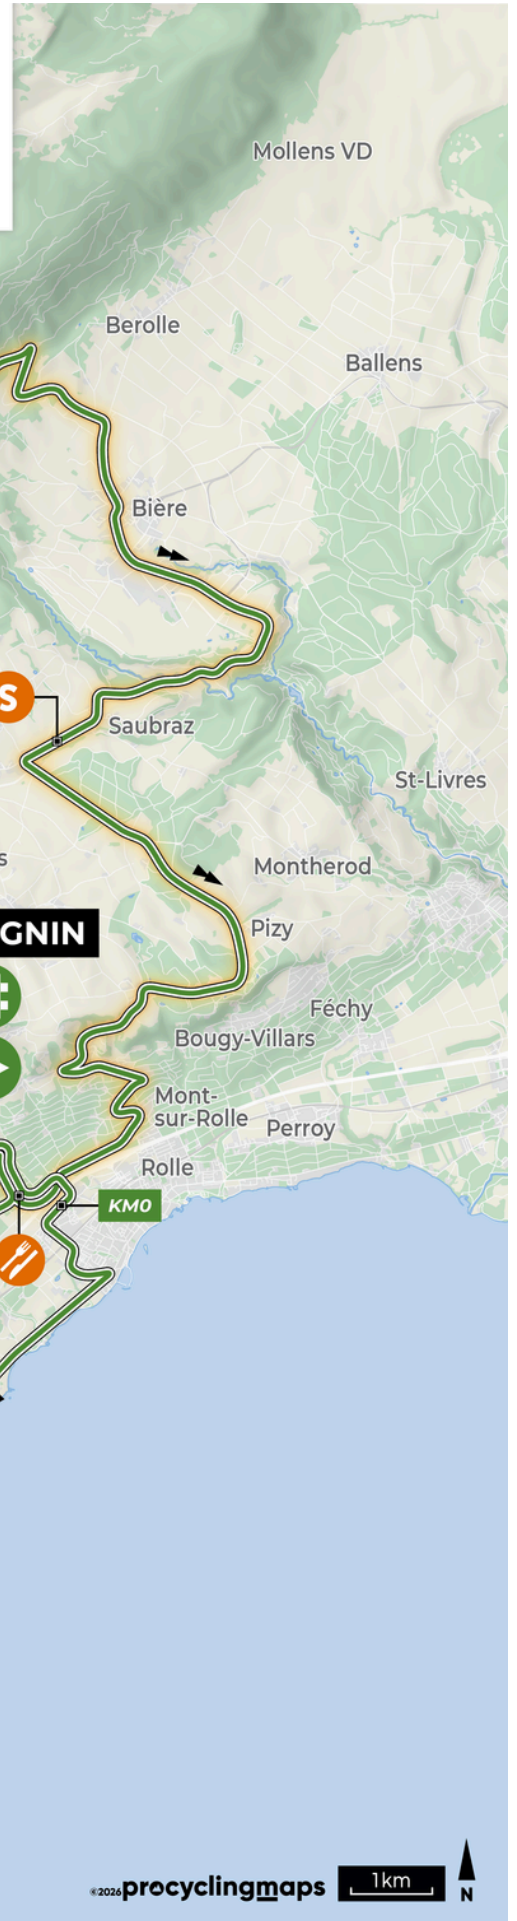 Mollens VD
Berolle
Ballens
Bière
S
Saubraz
St-Livres
s
Montherod
GNIN
Pizy
Féchy
Bougy-Villars
Mont-
sur-Rolle
Perroy
Rolle
KM0
©2026 procyclingmaps
1km
N